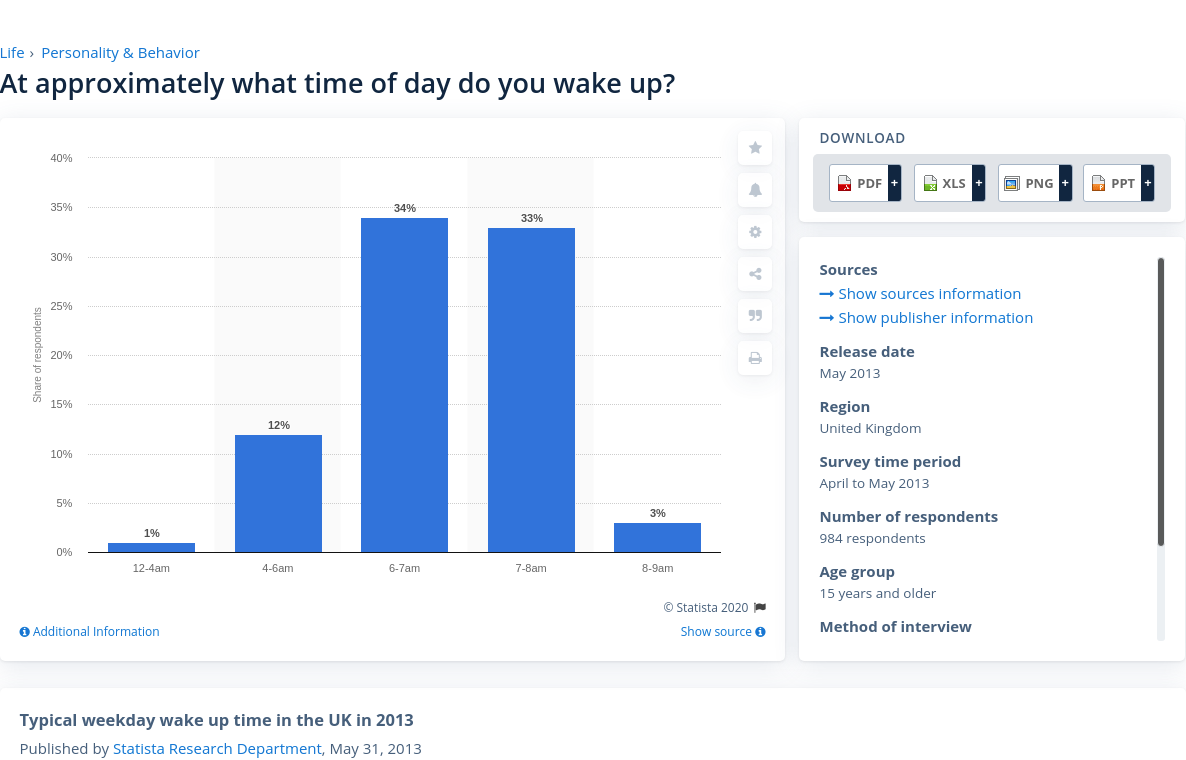 Life › Personality & Behavior
At approximately what time of day do you wake up?
40%
35%
30%
25%
20%
15%
10%
5%
0%
Share of respondents
1%
12%
34%
33%
3%
12-4am 4-6am 6-7am 7-8am 8-9am
© Statista 2020
Additional Information Show source
DOWNLOAD
PDF + XLS + PNG + PPT +
Sources
Show sources information
Show publisher information
Release date
May 2013
Region
United Kingdom
Survey time period
April to May 2013
Number of respondents
984 respondents
Age group
15 years and older
Method of interview
Typical weekday wake up time in the UK in 2013
Published by Statista Research Department, May 31, 2013